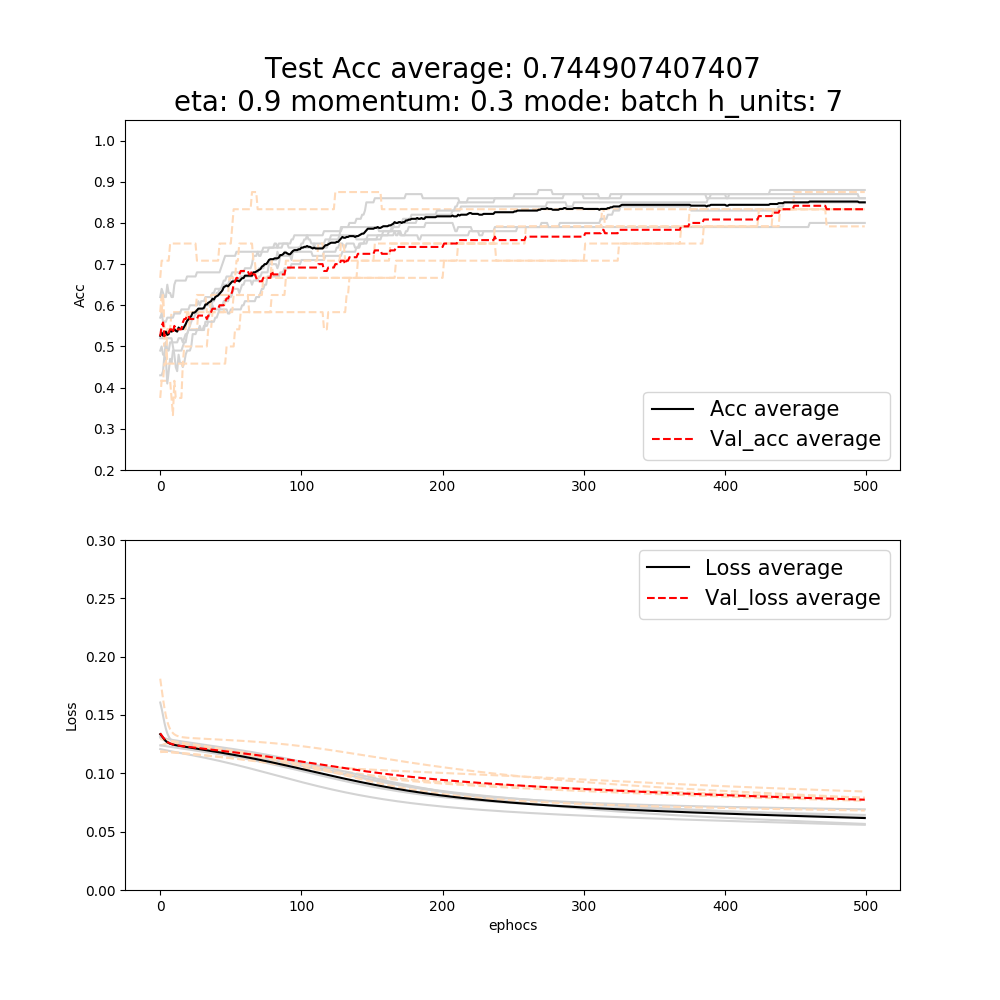 Test Acc average: 0.744907407407
eta: 0.9 momentum: 0.3 mode: batch h_units: 7
1.0
0.9
0.8
0.7
0.6
0.5
0.4
0.3
0.2
Acc
Acc average
Val_acc average
0 100 200 300 400 500
0.30
0.25
0.20
0.15
0.10
0.05
0.00
Loss
Loss average
Val_loss average
0 100 200 300 400 500
ephocs